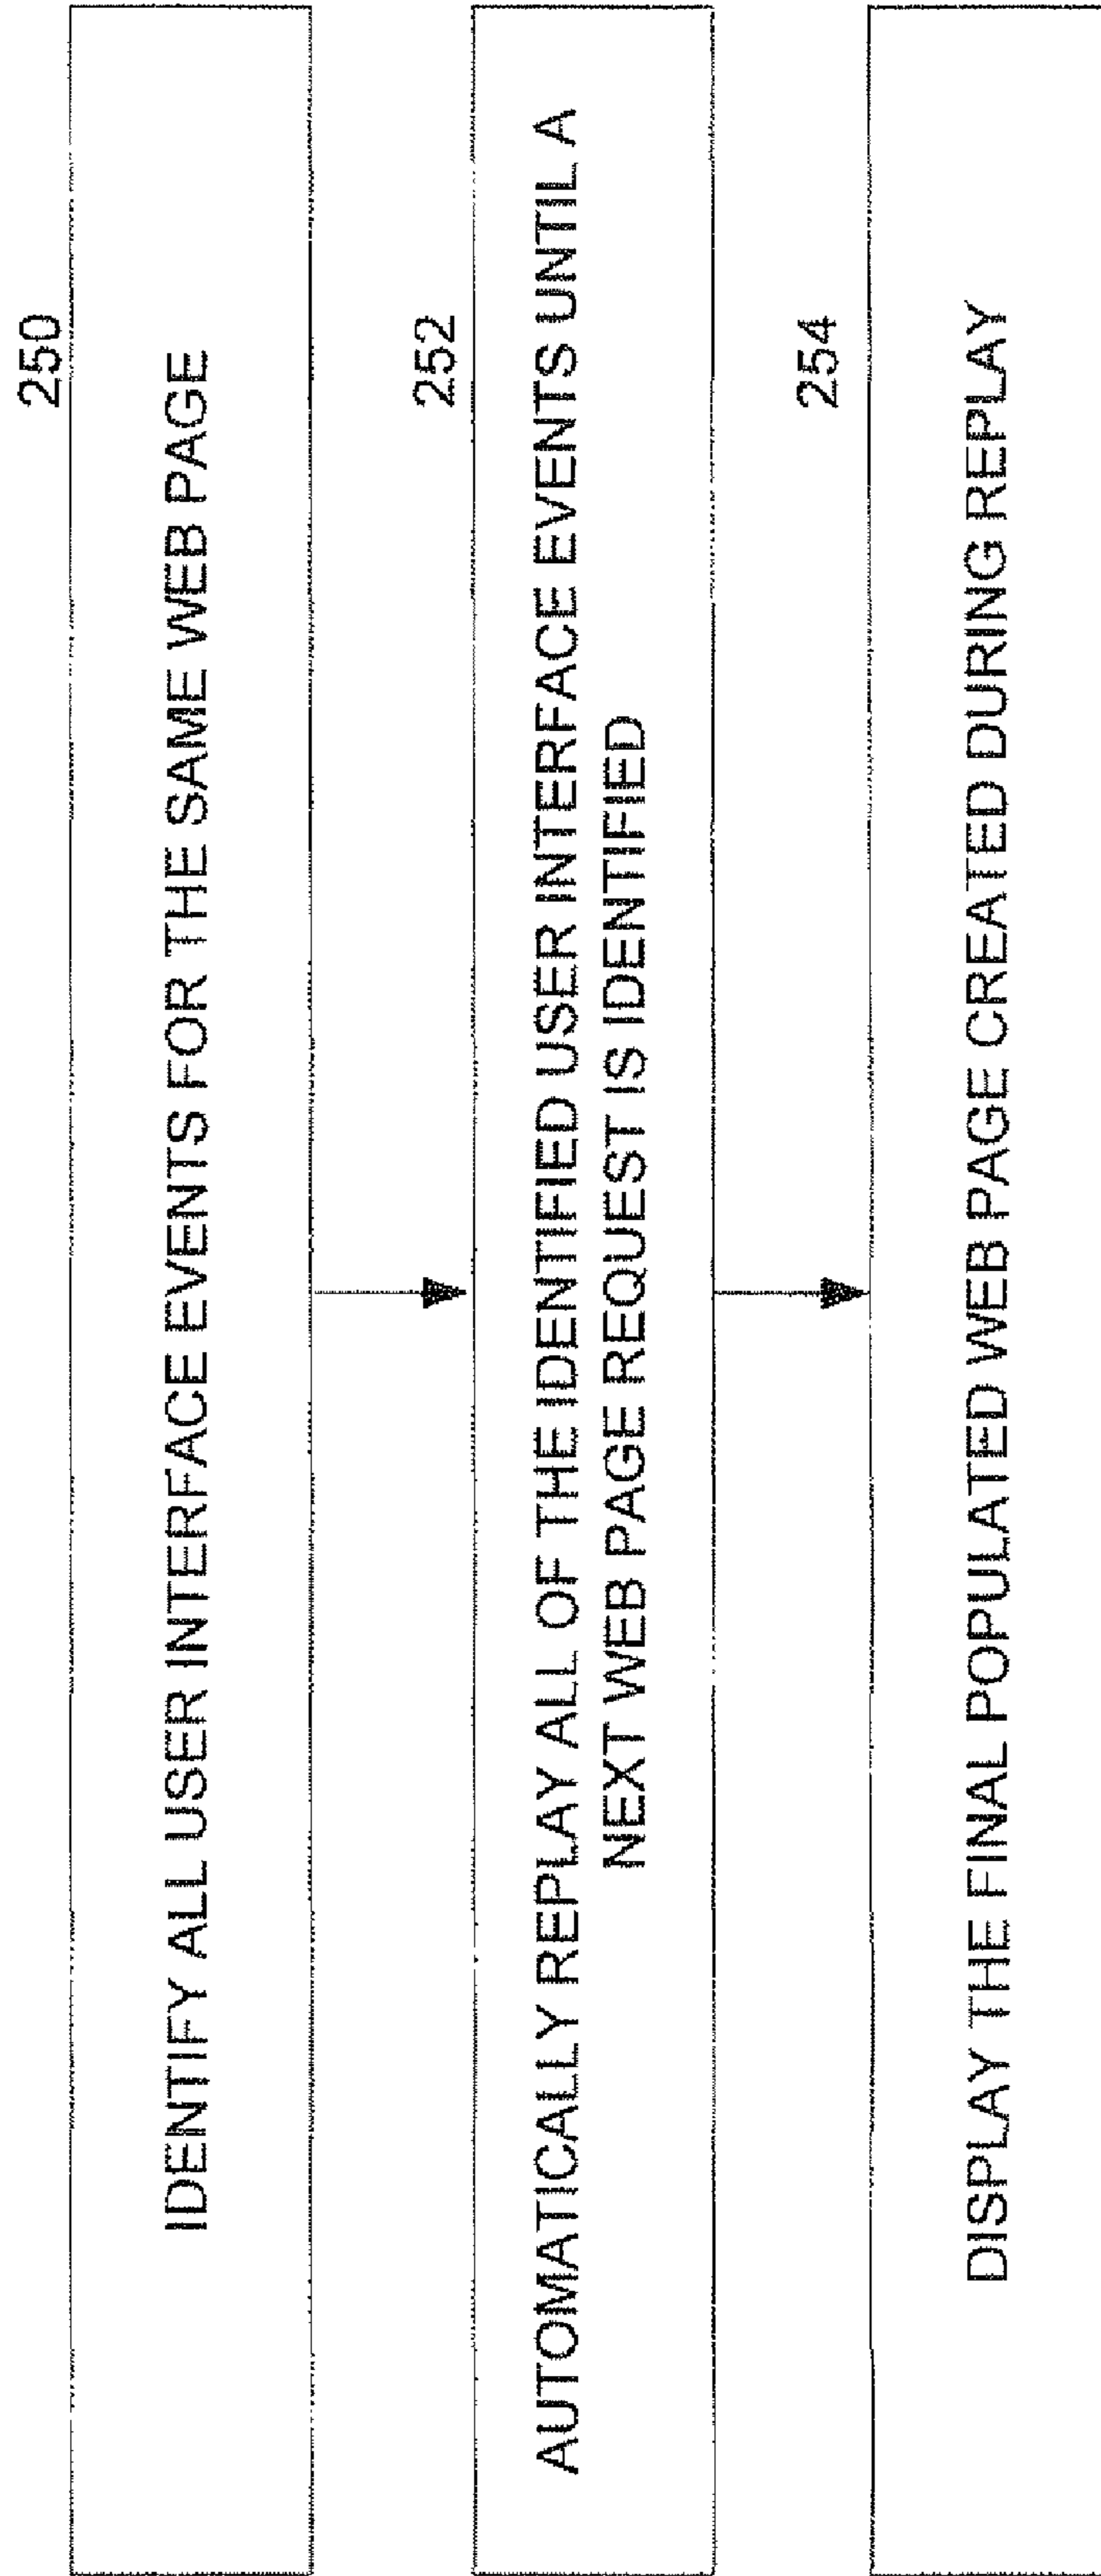 250
IDENTIFY ALL USER INTERFACE EVENTS FOR THE SAME WEB PAGE
252
AUTOMATICALLY REPLAY ALL OF THE IDENTIFIED USER INTERFACE EVENTS UNTIL A
NEXT WEB PAGE REQUEST IS IDENTIFIED
254
DISPLAY THE FINAL POPULATED WEB PAGE CREATED DURING REPLAY